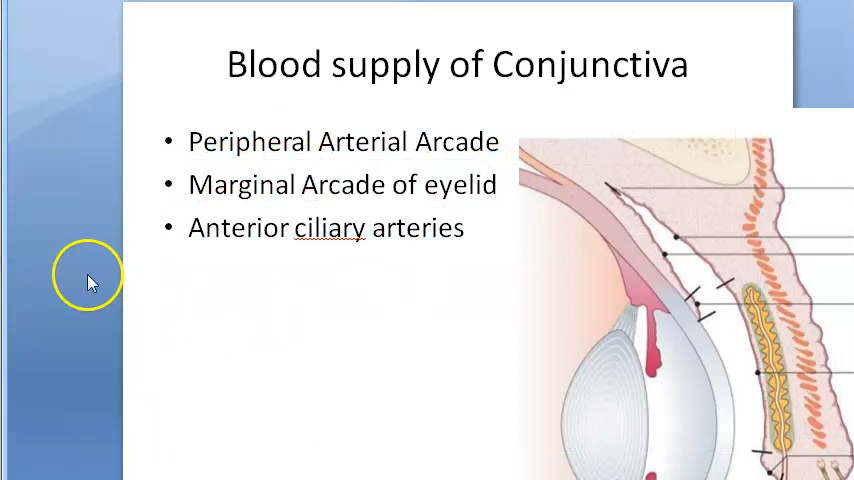 Blood supply of Conjunctiva
• Peripheral Arterial Arcade
• Marginal Arcade of eyelid
• Anterior ciliary arteries